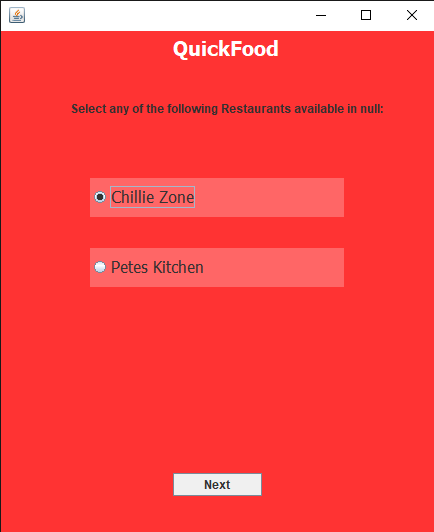 QuickFood
Select any of the following Restaurants available in null:
Chillie Zone
Petes Kitchen
Next